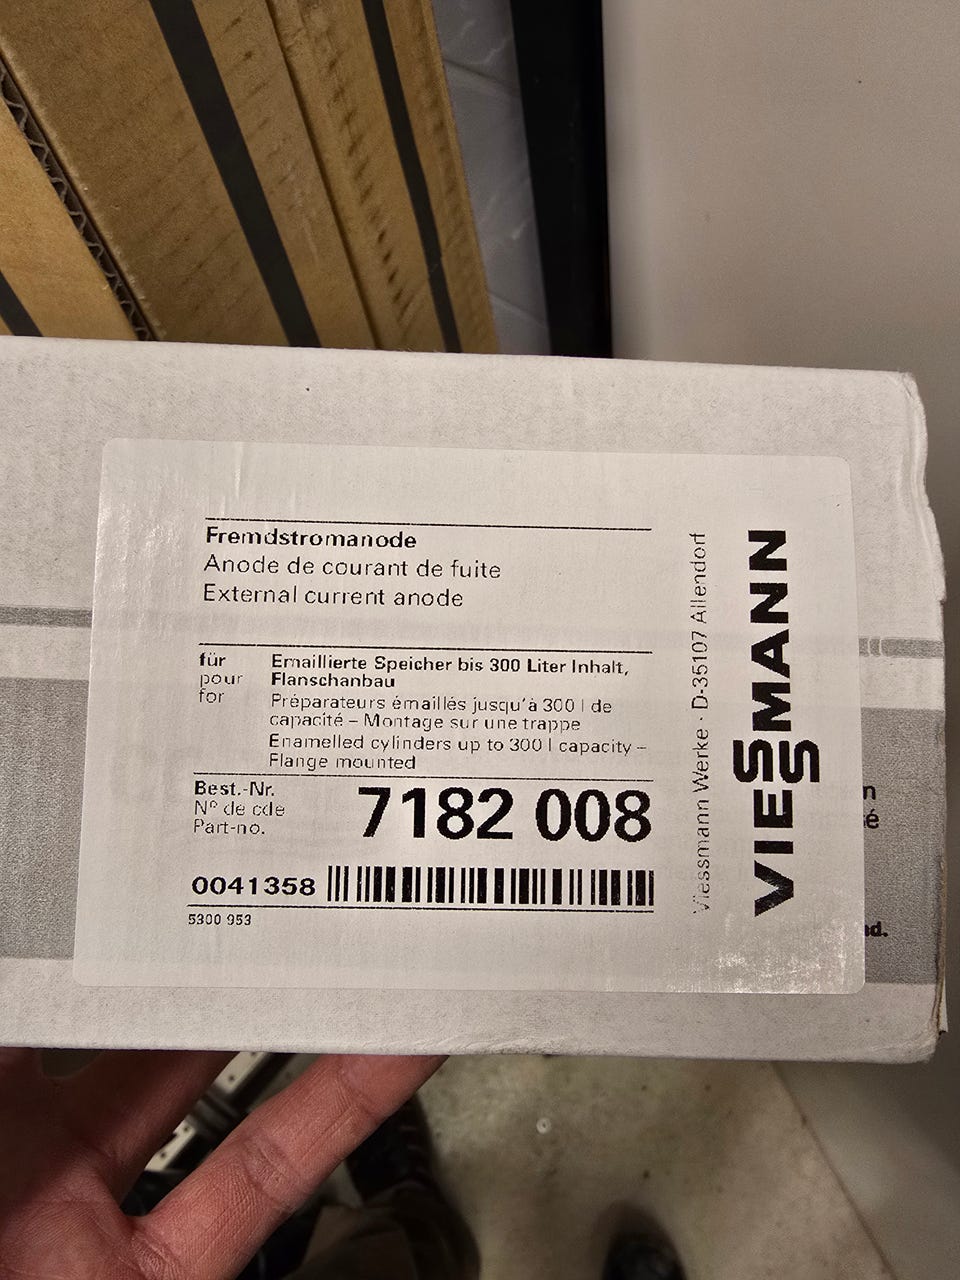 Fremdstromanode
Anode de courant de fuite
External current anode
für
pour
for
Emaillierte Speicher bis 300 Liter Inhalt,
Flanschanbau
Préparateurs émaillés jusqu'à 300 l de
capacité – Montage sur une trappe
Enamelled cylinders up to 300 l capacity –
Flange mounted
Best.-Nr.
N° de cde
Part-no.
7182 008
0041358
5300 953
Viessmann Werke · D-35107 Allendorf
VIESSMANN